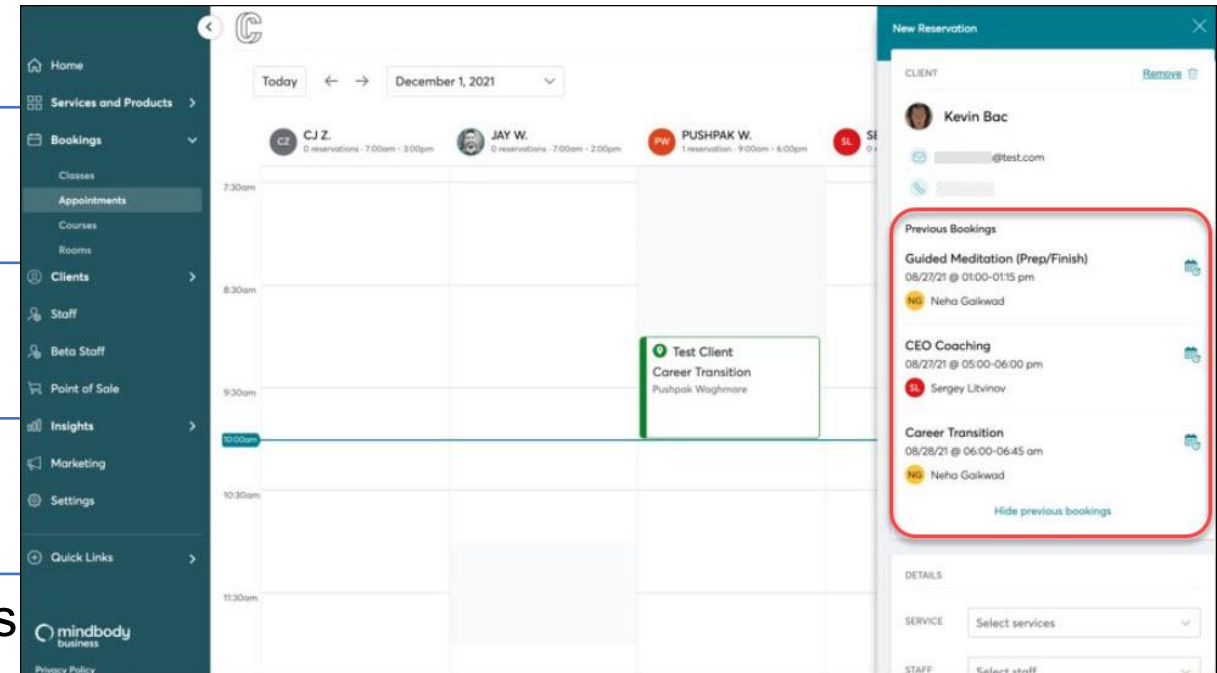 Home
Services and Products
Bookings
Classes
Appointments
Courses
Rooms
Clients
Staff
Beta Staff
Point of Sale
Insights
Marketing
Settings
Quick Links
s
mindbody
business
Privacy Policy
Today
December 1, 2021
CZ
CJ Z.
0 reservations · 7:00am - 3:00pm
JAY W.
0 reservations · 7:00am - 2:00pm
PW
PUSHPAK W.
1 reservation · 9:00am - 6:00pm
SL
7:30am
8:30am
9:30am
10:00am
10:30am
11:30am
Test Client
Career Transition
Pushpak Waghmare
New Reservation
CLIENT
Remove
Kevin Bac
@test.com
Previous Bookings
Guided Meditation (Prep/Finish)
08/27/21 @ 01:00-01:15 pm
NG Neha Gaikwad
CEO Coaching
08/27/21 @ 05:00-06:00 pm
SL Sergey Litvinov
Career Transition
08/28/21 @ 06:00-06:45 am
NG Neha Gaikwad
Hide previous bookings
DETAILS
SERVICE
Select services
STAFF
Select staff